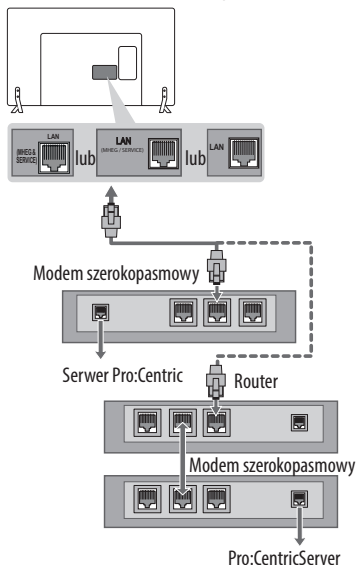 LAN
(MHEG & SERVICE)
lub
LAN
(MHEG / SERVICE)
lub
LAN
Modem szerokopasmowy
Serwer Pro:Centric
Router
Modem szerokopasmowy
Pro:CentricServer